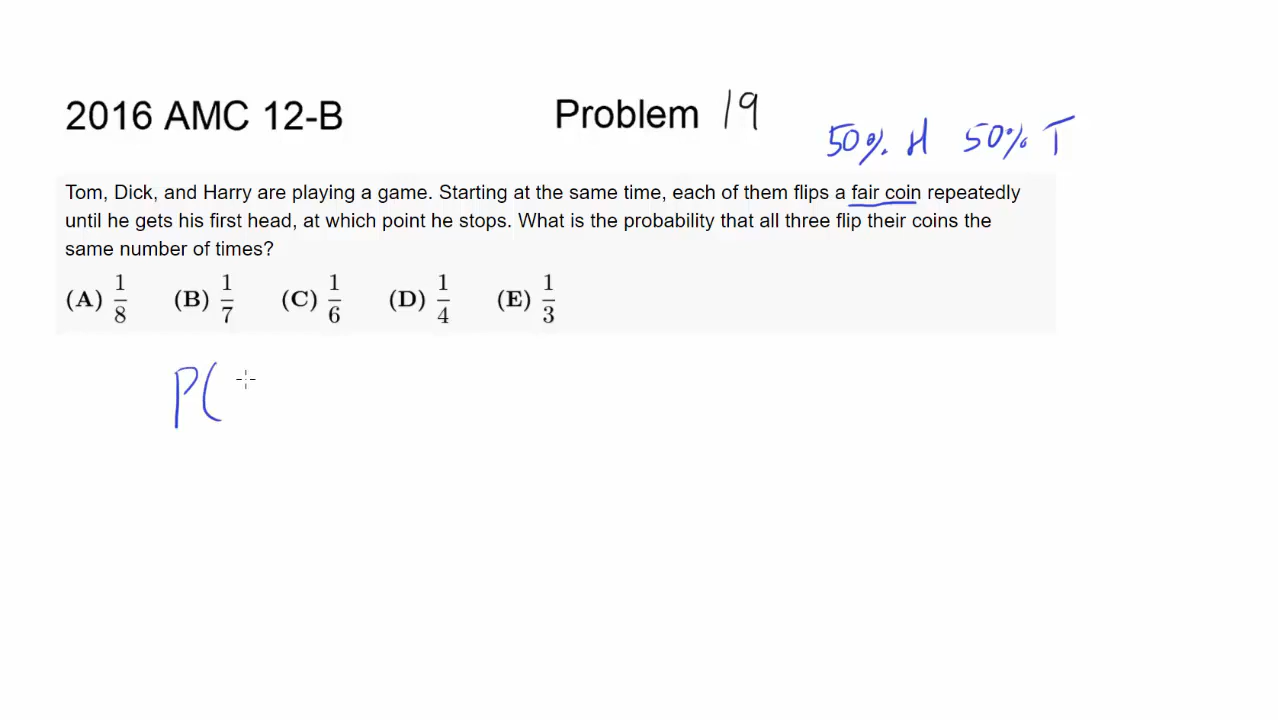 2016 AMC 12-B Problem 19
50% H 50% T
Tom, Dick, and Harry are playing a game. Starting at the same time, each of them flips a fair coin repeatedly
until he gets his first head, at which point he stops. What is the probability that all three flip their coins the
same number of times?
(A) 1/8 (B) 1/7 (C) 1/6 (D) 1/4 (E) 1/3
P(